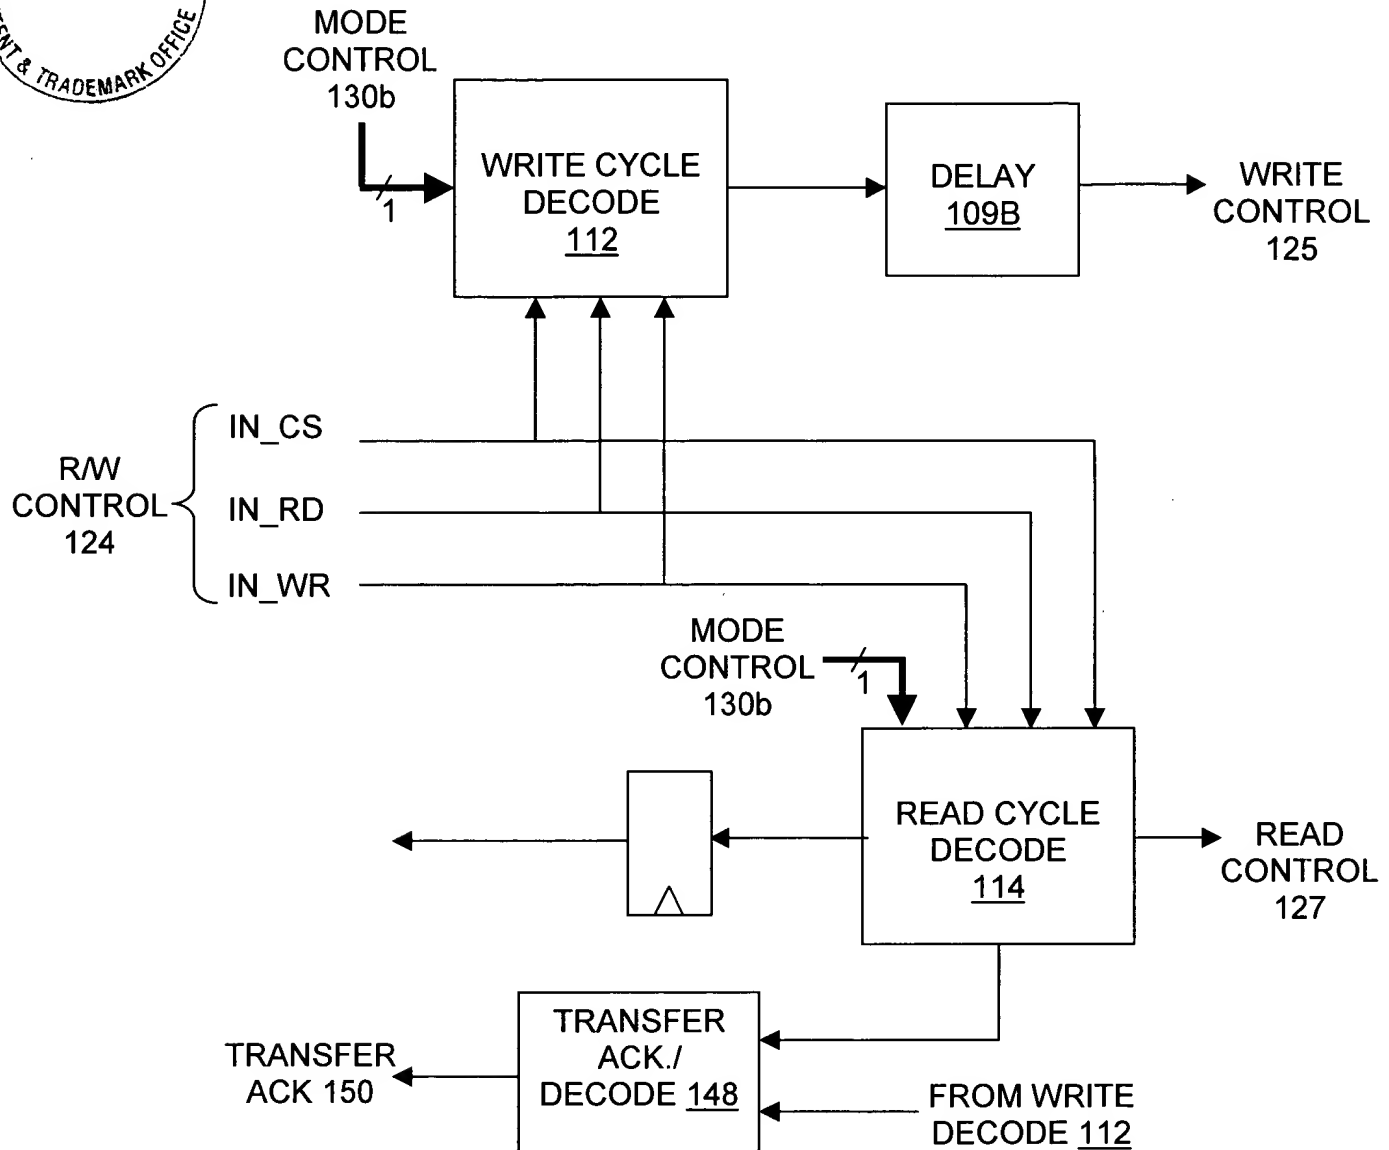 ENT & TRADEMARK OFFICE
MODE
CONTROL
130b
1
WRITE CYCLE
DECODE
112
DELAY
109B
WRITE
CONTROL
125
R/W
CONTROL
124
IN_CS
IN_RD
IN_WR
MODE
CONTROL
130b
1
READ CYCLE
DECODE
114
READ
CONTROL
127
TRANSFER
ACK./
DECODE 148
TRANSFER
ACK 150
FROM WRITE
DECODE 112